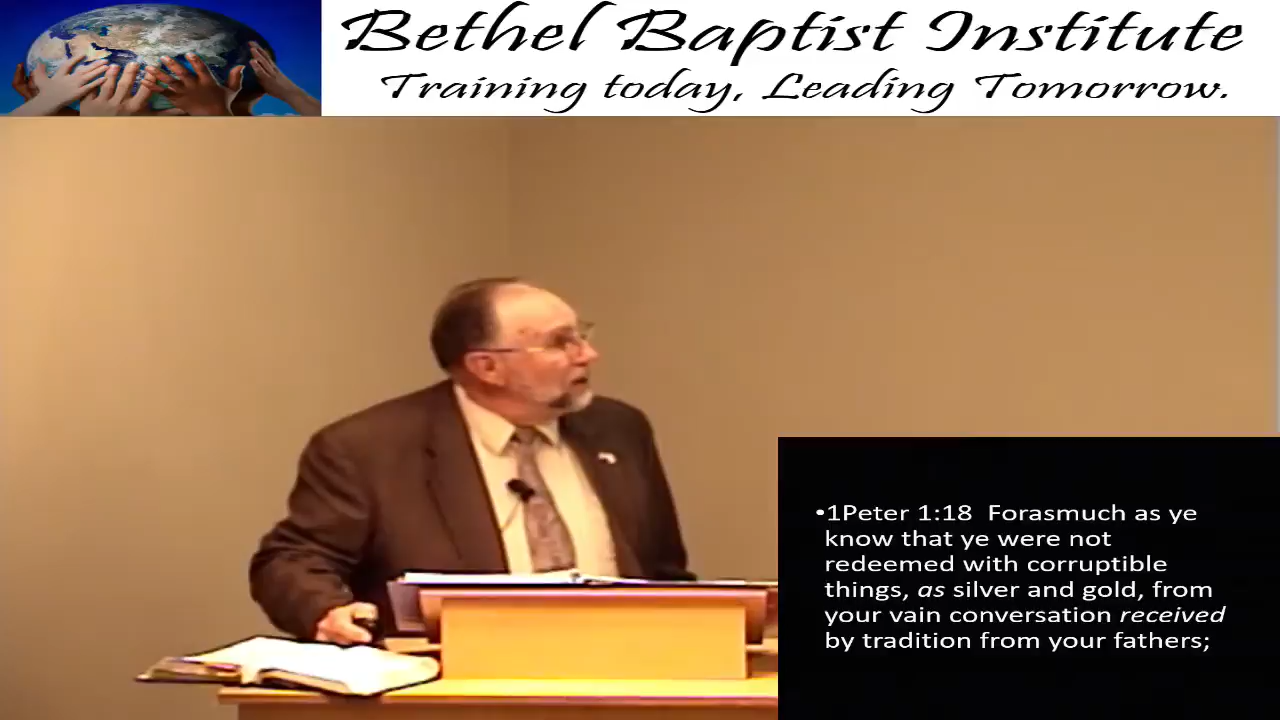 Bethel Baptist Institute
Training today, Leading Tomorrow.
•1Peter 1:18  Forasmuch as ye
know that ye were not
redeemed with corruptible
things, as silver and gold, from
your vain conversation received
by tradition from your fathers;